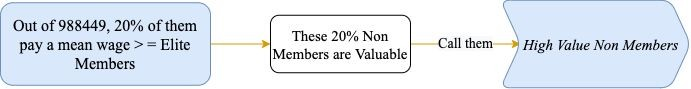 Out of 988449, 20% of them
pay a mean wage > = Elite
Members
These 20% Non
Members are Valuable
Call them
High Value Non Members